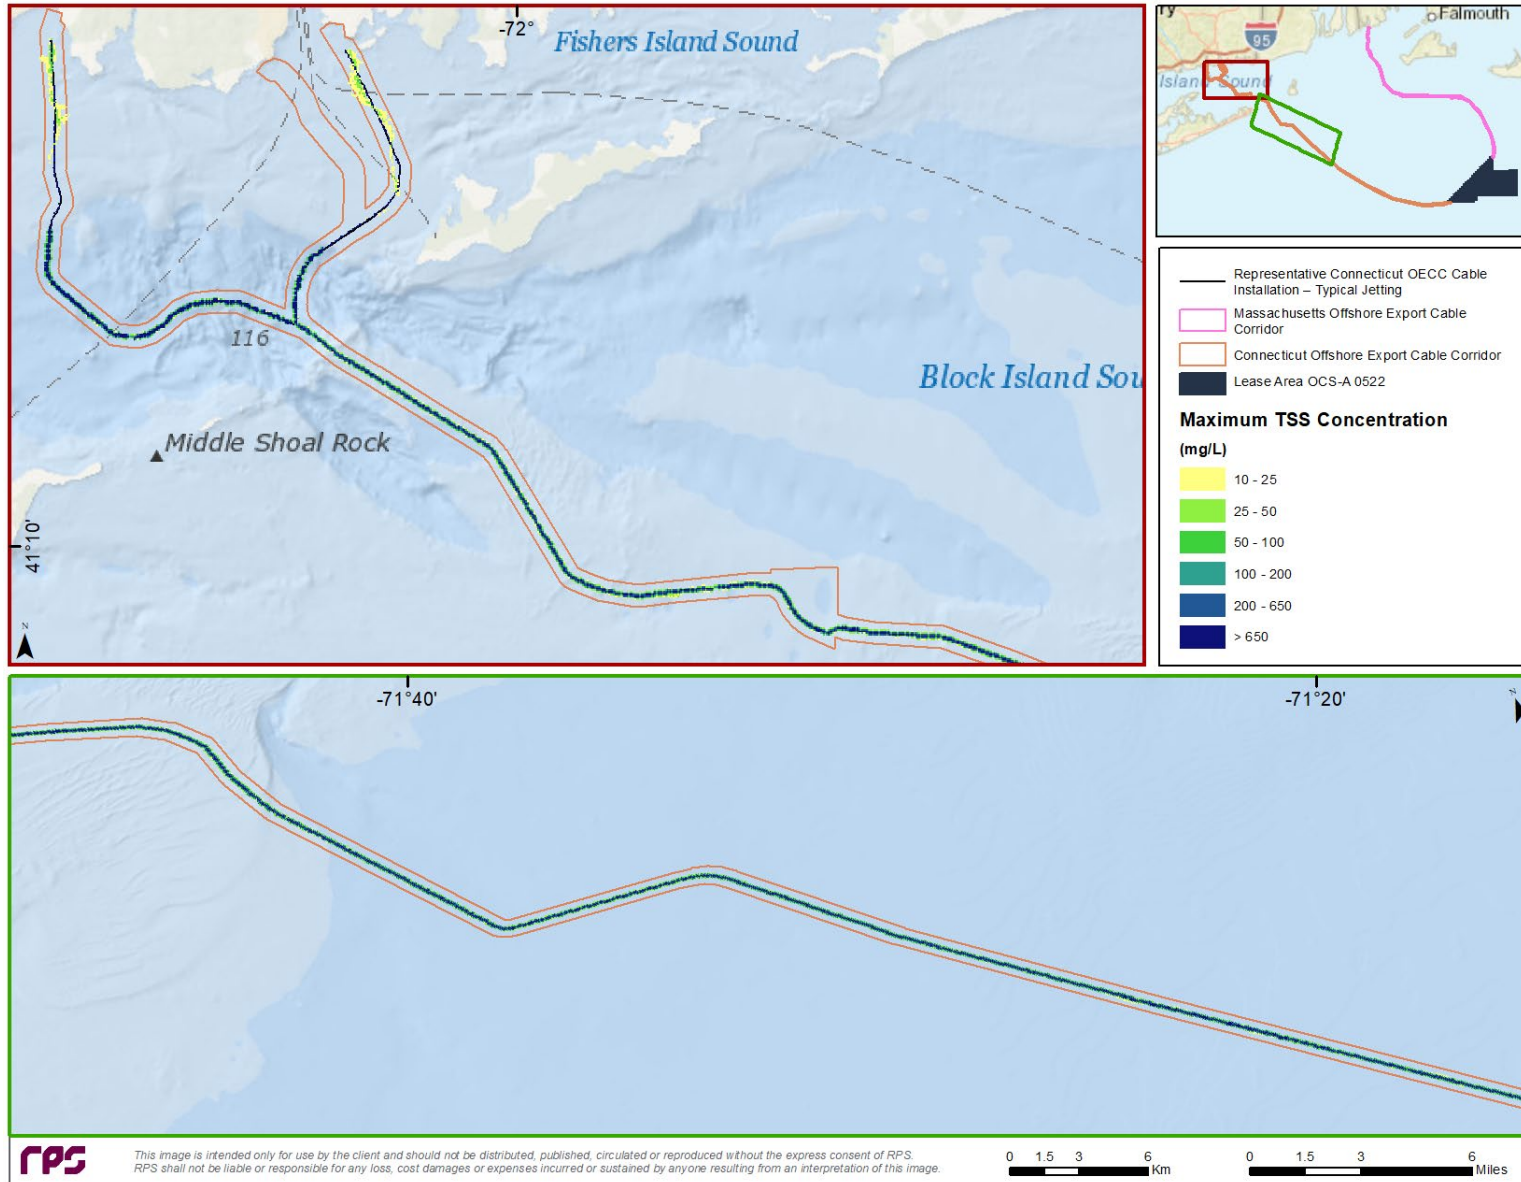 -72°
Fishers Island Sound
116
Block Island Sou
Middle Shoal Rock
41°10'
z
ry
95
Falmouth
Island Sound
Representative Connecticut OECC Cable
Installation – Typical Jetting
Massachusetts Offshore Export Cable
Corridor
Connecticut Offshore Export Cable Corridor
Lease Area OCS-A 0522
Maximum TSS Concentration
(mg/L)
10 - 25
25 - 50
50 - 100
100 - 200
200 - 650
> 650
-71°40'
-71°20'
z
rps
This image is intended only for use by the client and should not be distributed, published, circulated or reproduced without the express consent of RPS.
RPS shall not be liable or responsible for any loss, cost damages or expenses incurred or sustained by anyone resulting from an interpretation of this image.
0 1.5 3 6
Km
0 1.5 3 6
Miles